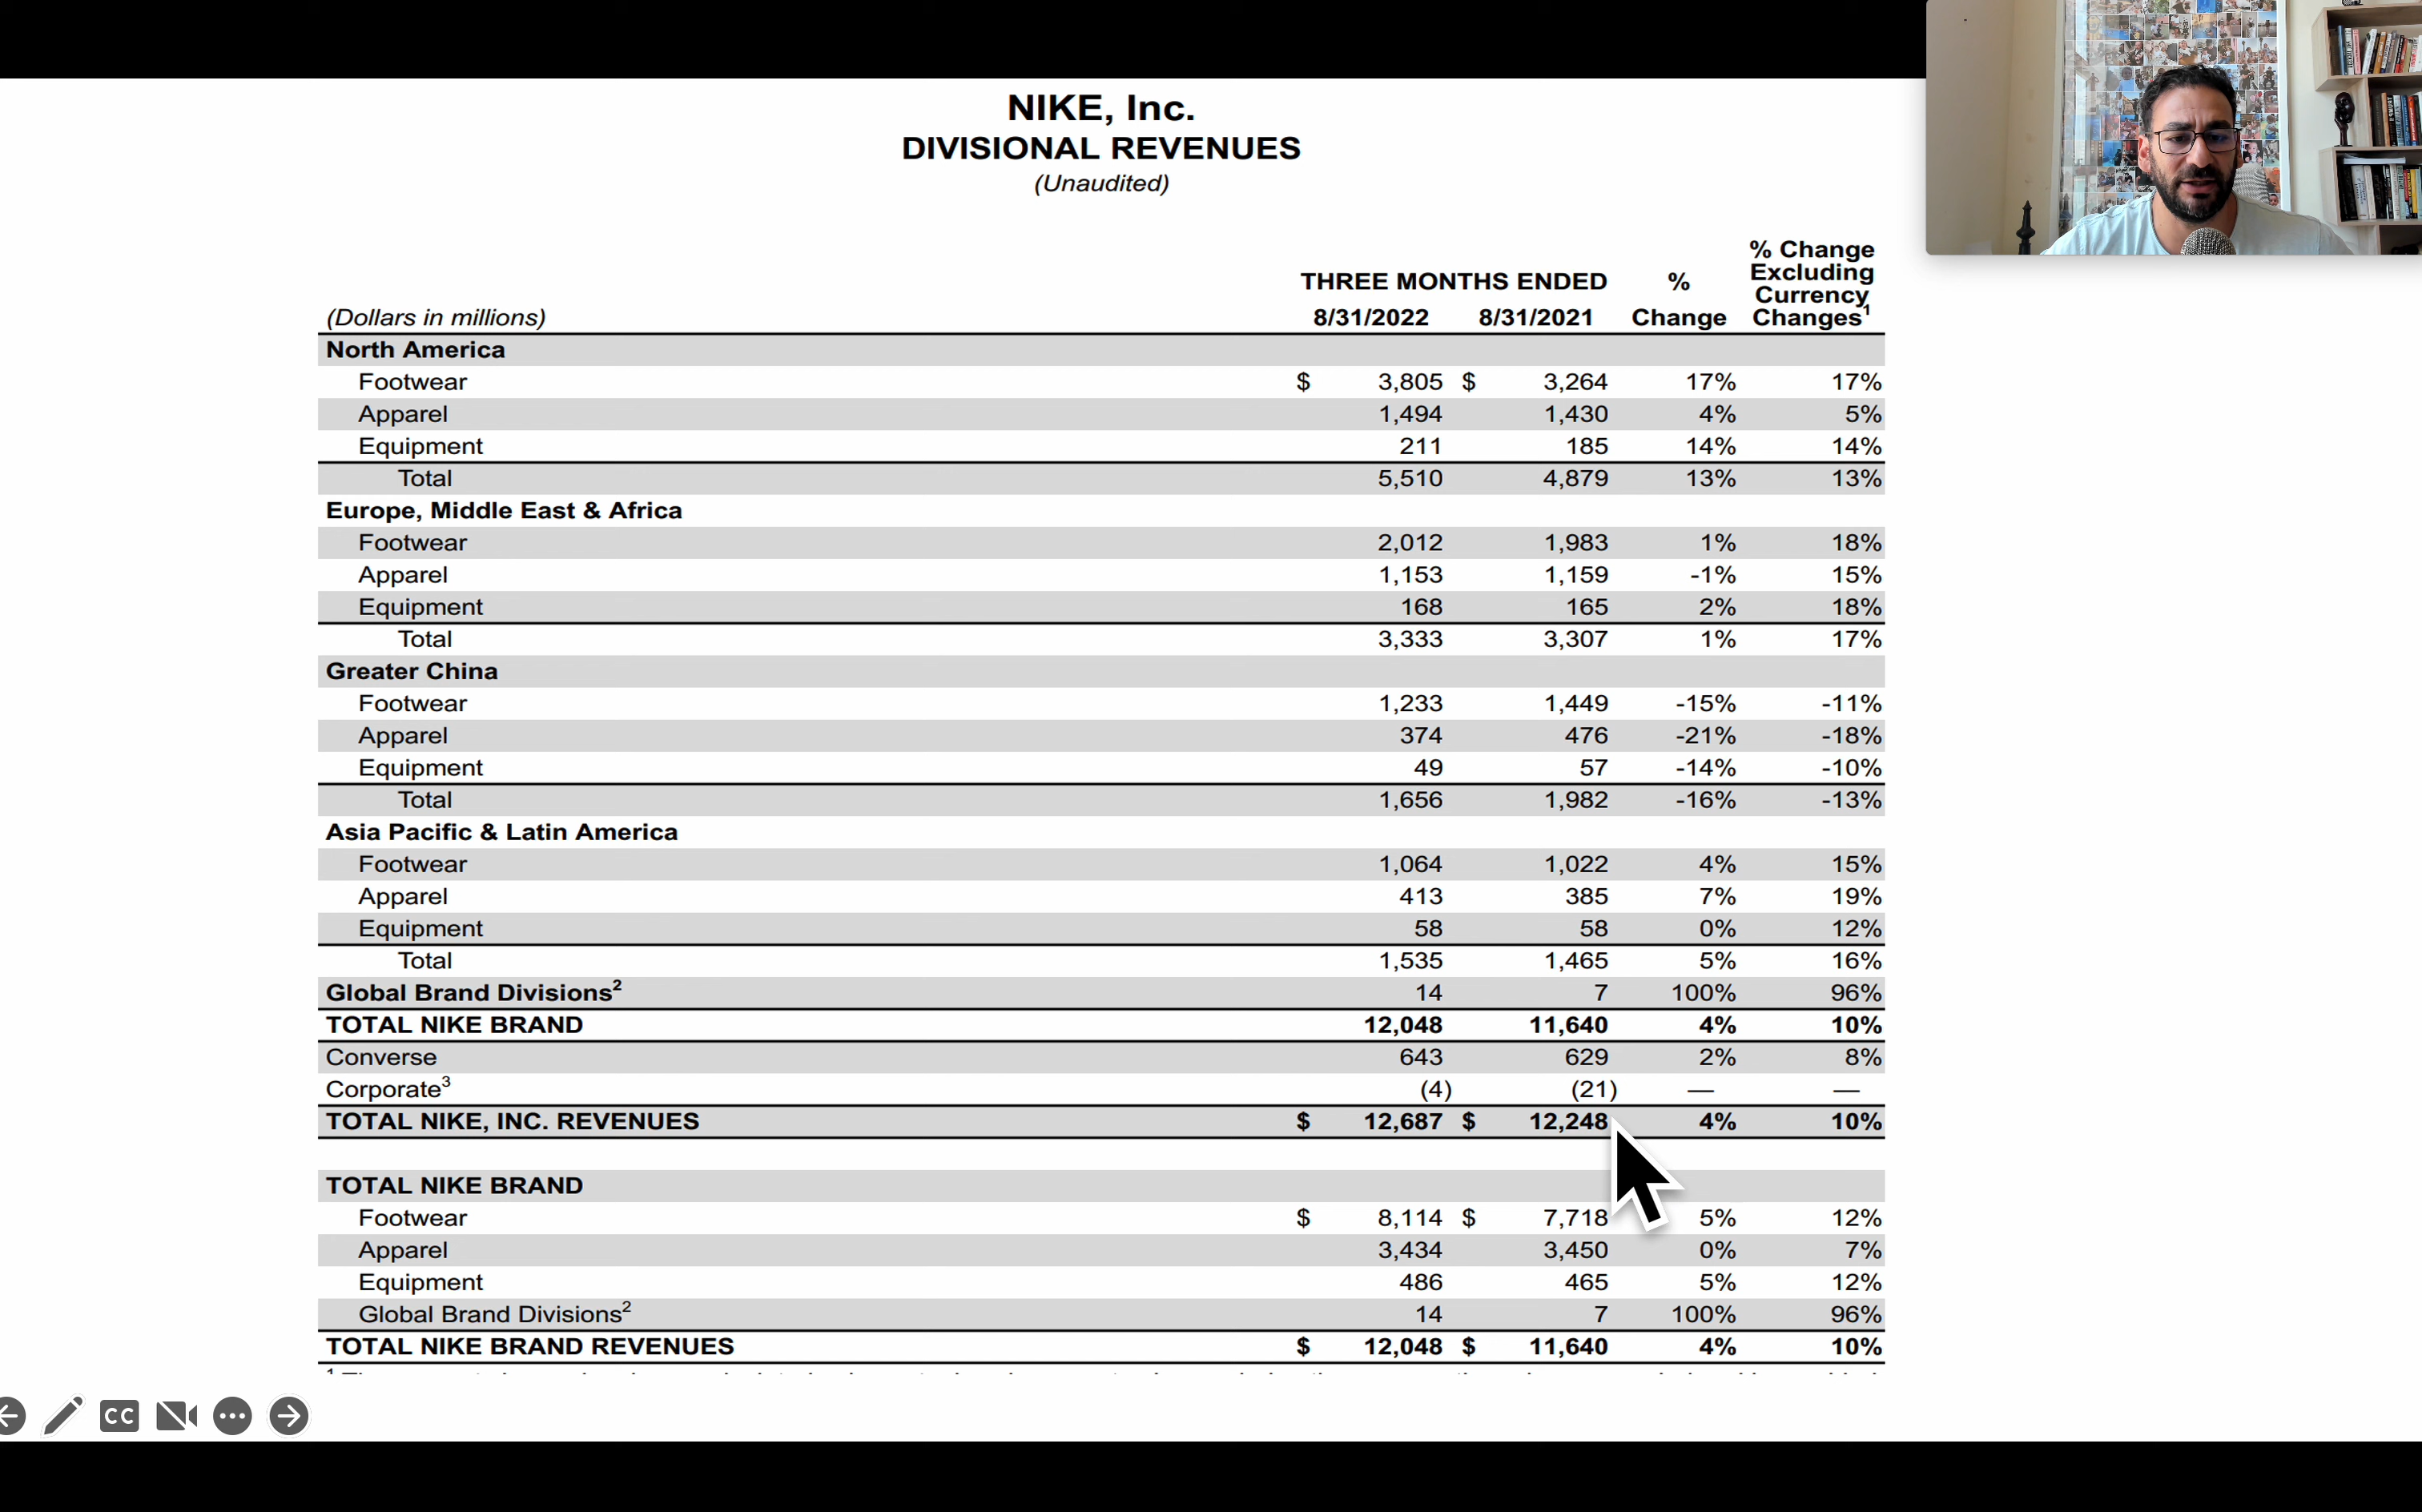 NIKE, Inc.
DIVISIONAL REVENUES
(Unaudited)
% Change
Excluding
THREE MONTHS ENDED % Currency
(Dollars in millions) 8/31/2022 8/31/2021 Change Changes¹
North America
Footwear $ 3,805 $ 3,264 17% 17%
Apparel 1,494 1,430 4% 5%
Equipment 211 185 14% 14%
Total 5,510 4,879 13% 13%
Europe, Middle East & Africa
Footwear 2,012 1,983 1% 18%
Apparel 1,153 1,159 -1% 15%
Equipment 168 165 2% 18%
Total 3,333 3,307 1% 17%
Greater China
Footwear 1,233 1,449 -15% -11%
Apparel 374 476 -21% -18%
Equipment 49 57 -14% -10%
Total 1,656 1,982 -16% -13%
Asia Pacific & Latin America
Footwear 1,064 1,022 4% 15%
Apparel 413 385 7% 19%
Equipment 58 58 0% 12%
Total 1,535 1,465 5% 16%
Global Brand Divisions² 14 7 100% 96%
TOTAL NIKE BRAND 12,048 11,640 4% 10%
Converse 643 629 2% 8%
Corporate³ (4) (21) — —
TOTAL NIKE, INC. REVENUES $ 12,687 $ 12,248 4% 10%
TOTAL NIKE BRAND
Footwear $ 8,114 $ 7,718 5% 12%
Apparel 3,434 3,450 0% 7%
Equipment 486 465 5% 12%
Global Brand Divisions² 14 7 100% 96%
TOTAL NIKE BRAND REVENUES $ 12,048 $ 11,640 4% 10%
CC